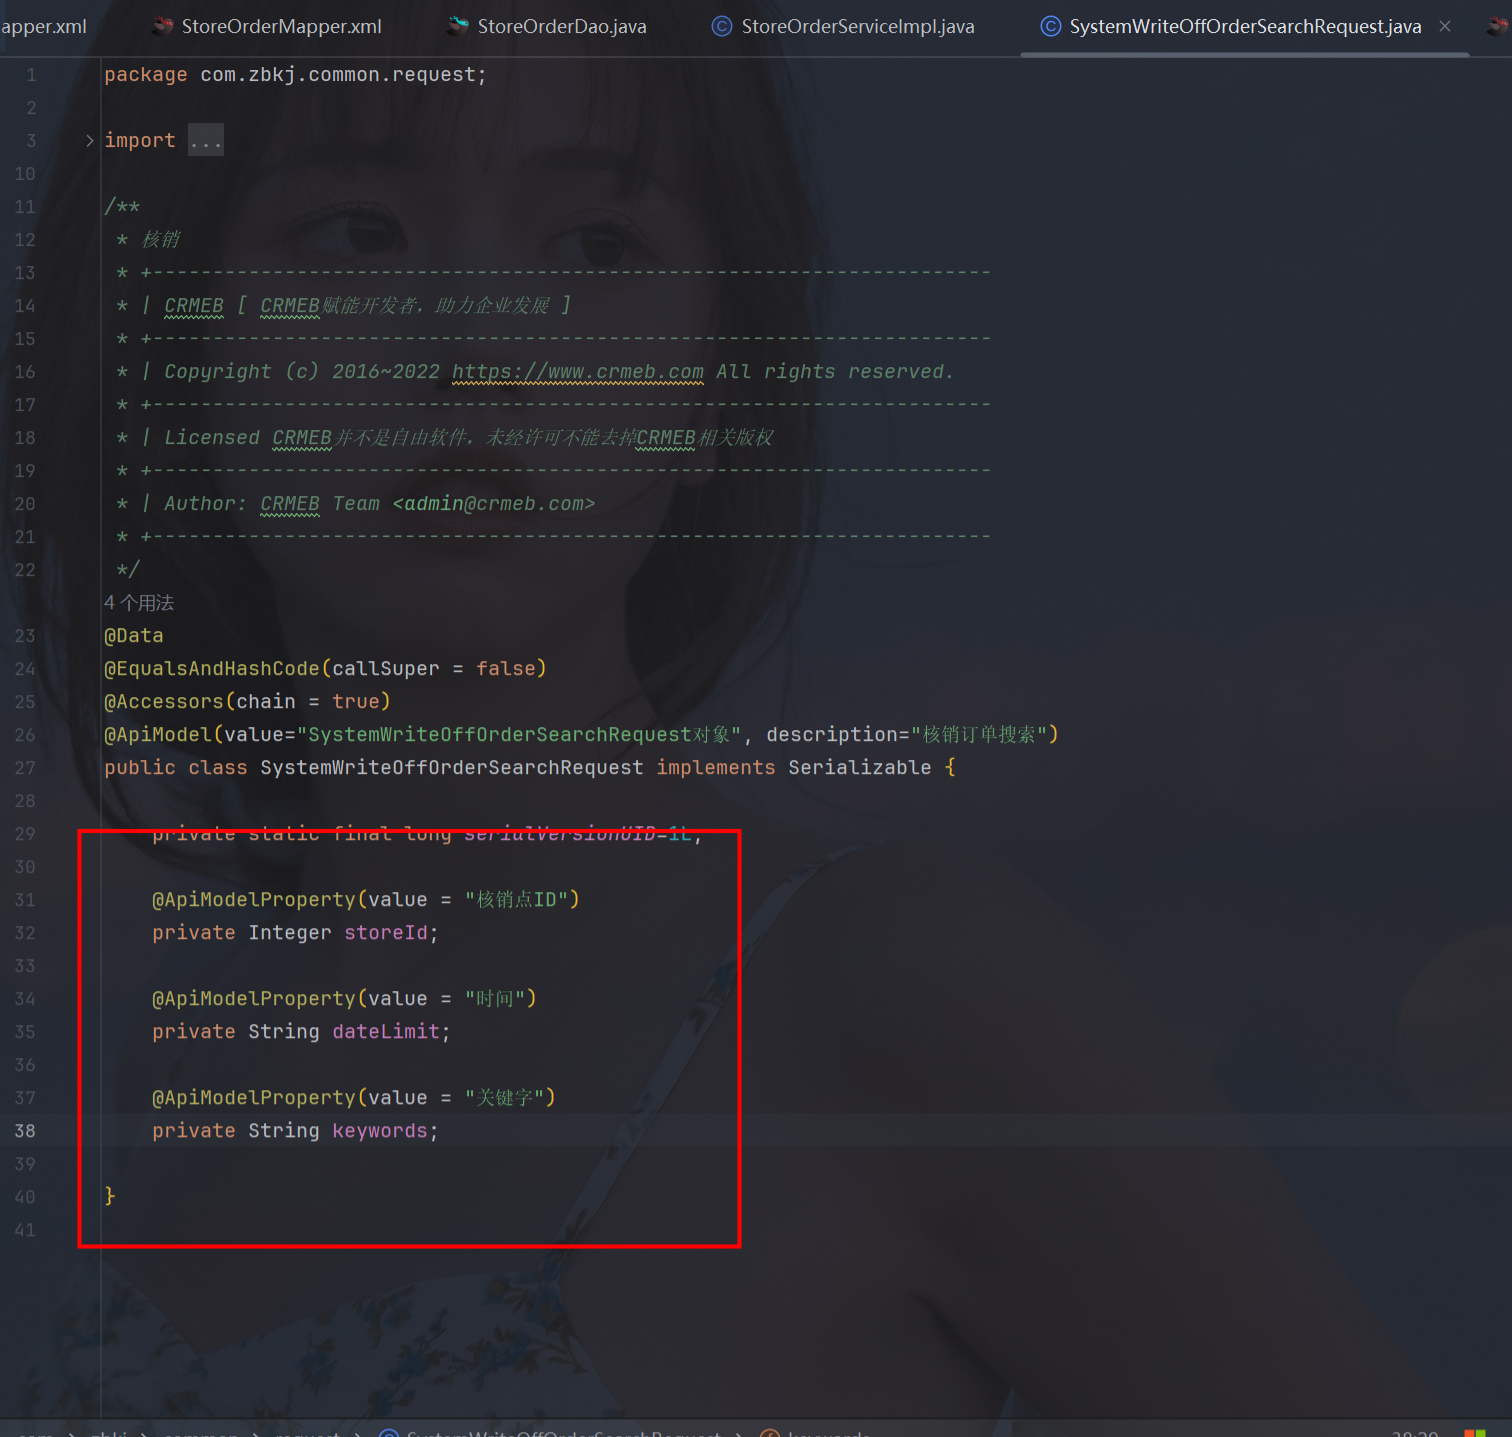 apper.xml StoreOrderMapper.xml StoreOrderDao.java StoreOrderServiceImpl.java SystemWriteOffOrderSearchRequest.java
1 package com.zbkj.common.request;
2
3 import ...
10
11 /**
12 * 核销
13 * +----------------------------------------------------------------------
14 * | CRMEB [ CRMEB赋能开发者，助力企业发展 ]
15 * +----------------------------------------------------------------------
16 * | Copyright (c) 2016~2022 https://www.crmeb.com All rights reserved.
17 * +----------------------------------------------------------------------
18 * | Licensed CRMEB并不是自由软件，未经许可不能去掉CRMEB相关版权
19 * +----------------------------------------------------------------------
20 * | Author: CRMEB Team <admin@crmeb.com>
21 * +----------------------------------------------------------------------
22 */
4 个用法
23 @Data
24 @EqualsAndHashCode(callSuper = false)
25 @Accessors(chain = true)
26 @ApiModel(value="SystemWriteOffOrderSearchRequest对象", description="核销订单搜索")
27 public class SystemWriteOffOrderSearchRequest implements Serializable {
28
29 private static final long serialVersionUID=1L;
30
31 @ApiModelProperty(value = "核销点ID")
32 private Integer storeId;
33
34 @ApiModelProperty(value = "时间")
35 private String dateLimit;
36
37 @ApiModelProperty(value = "关键字")
38 private String keywords;
39
40 }
41
com > zbkj > common > request > SystemWriteOffOrderSearchRequest > keywords